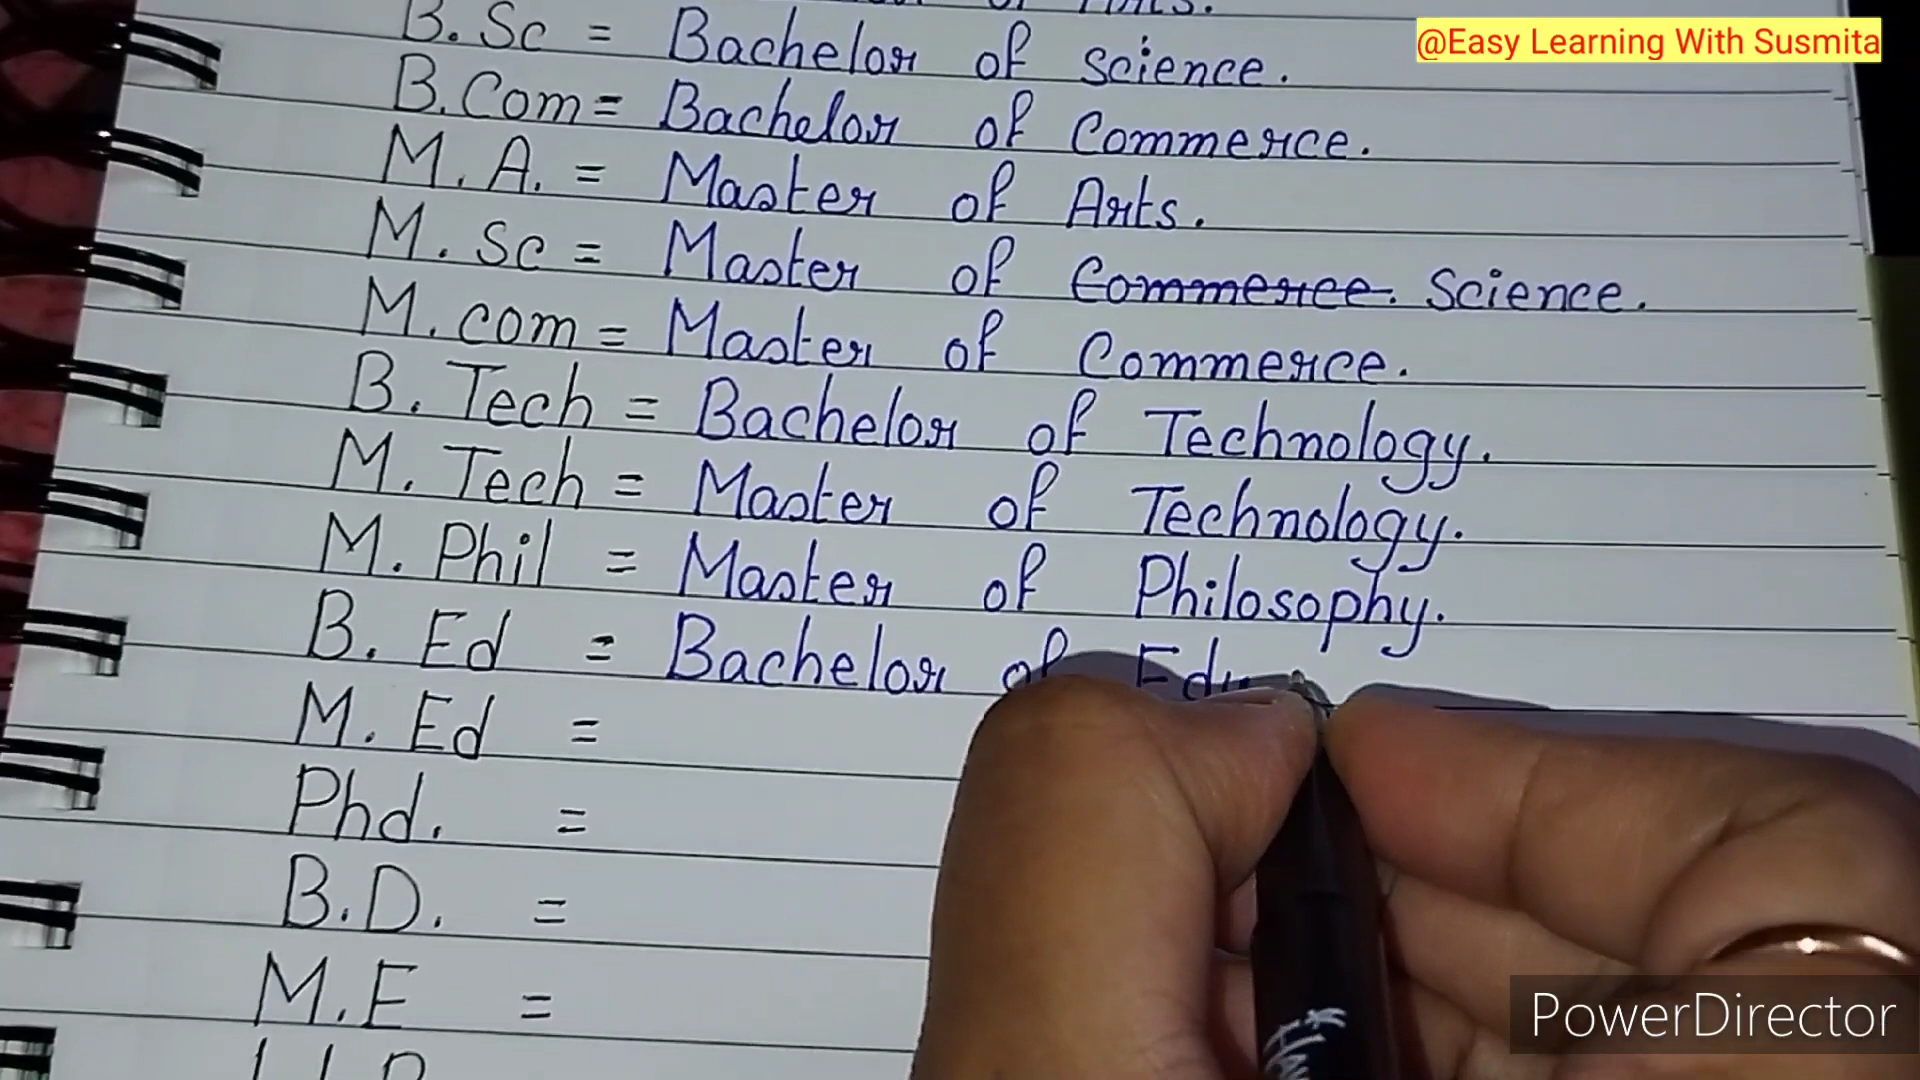 @Easy Learning With Susmita
B.Sc = Bachelor of science.
B.Com = Bachelor of Commerce.
M.A. = Master of Arts.
M. Sc = Master of Commerce. Science.
M. com = Master of Commerce.
B. Tech = Bachelor of Technology.
M. Tech = Master of Technology.
M. Phil = Master of Philosophy.
B. Ed = Bachelor of Edu
M. Ed =
Phd. =
B.D. =
M.E =
PowerDirector